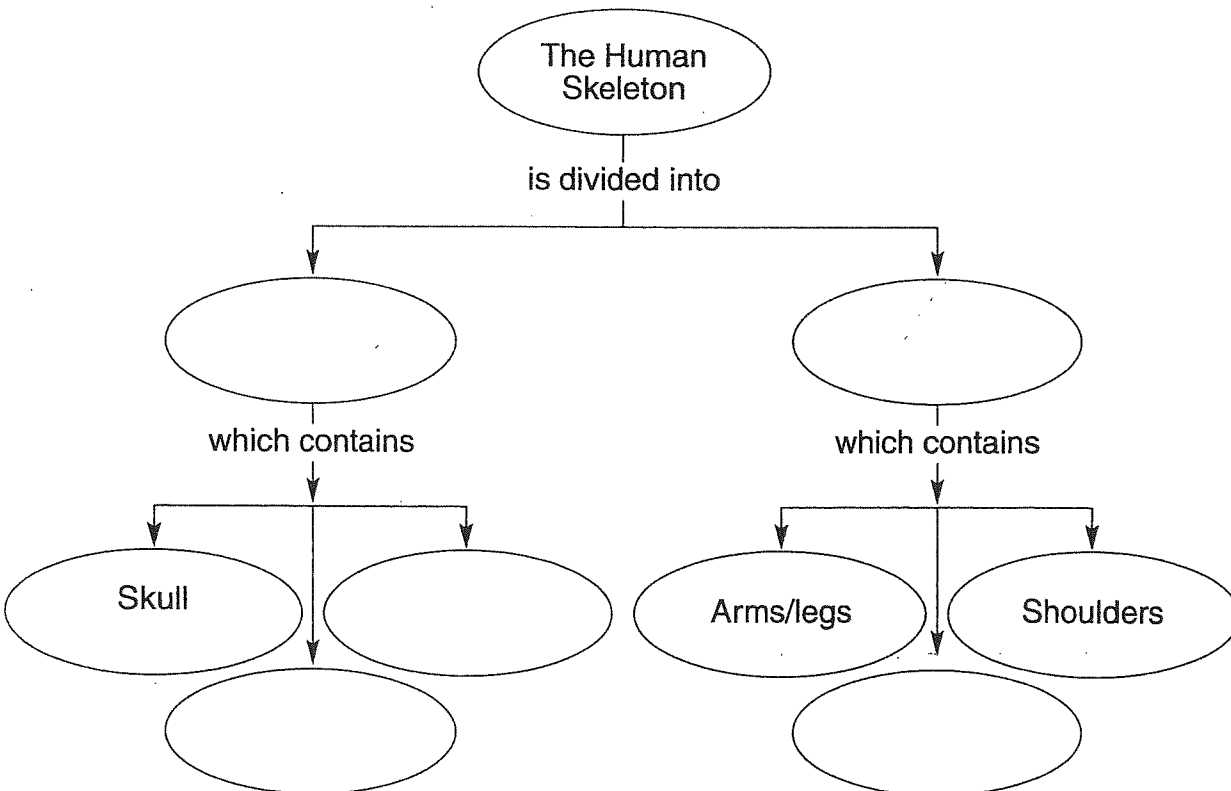 The Human
Skeleton
is divided into
which contains
which contains
Skull
Arms/legs
Shoulders